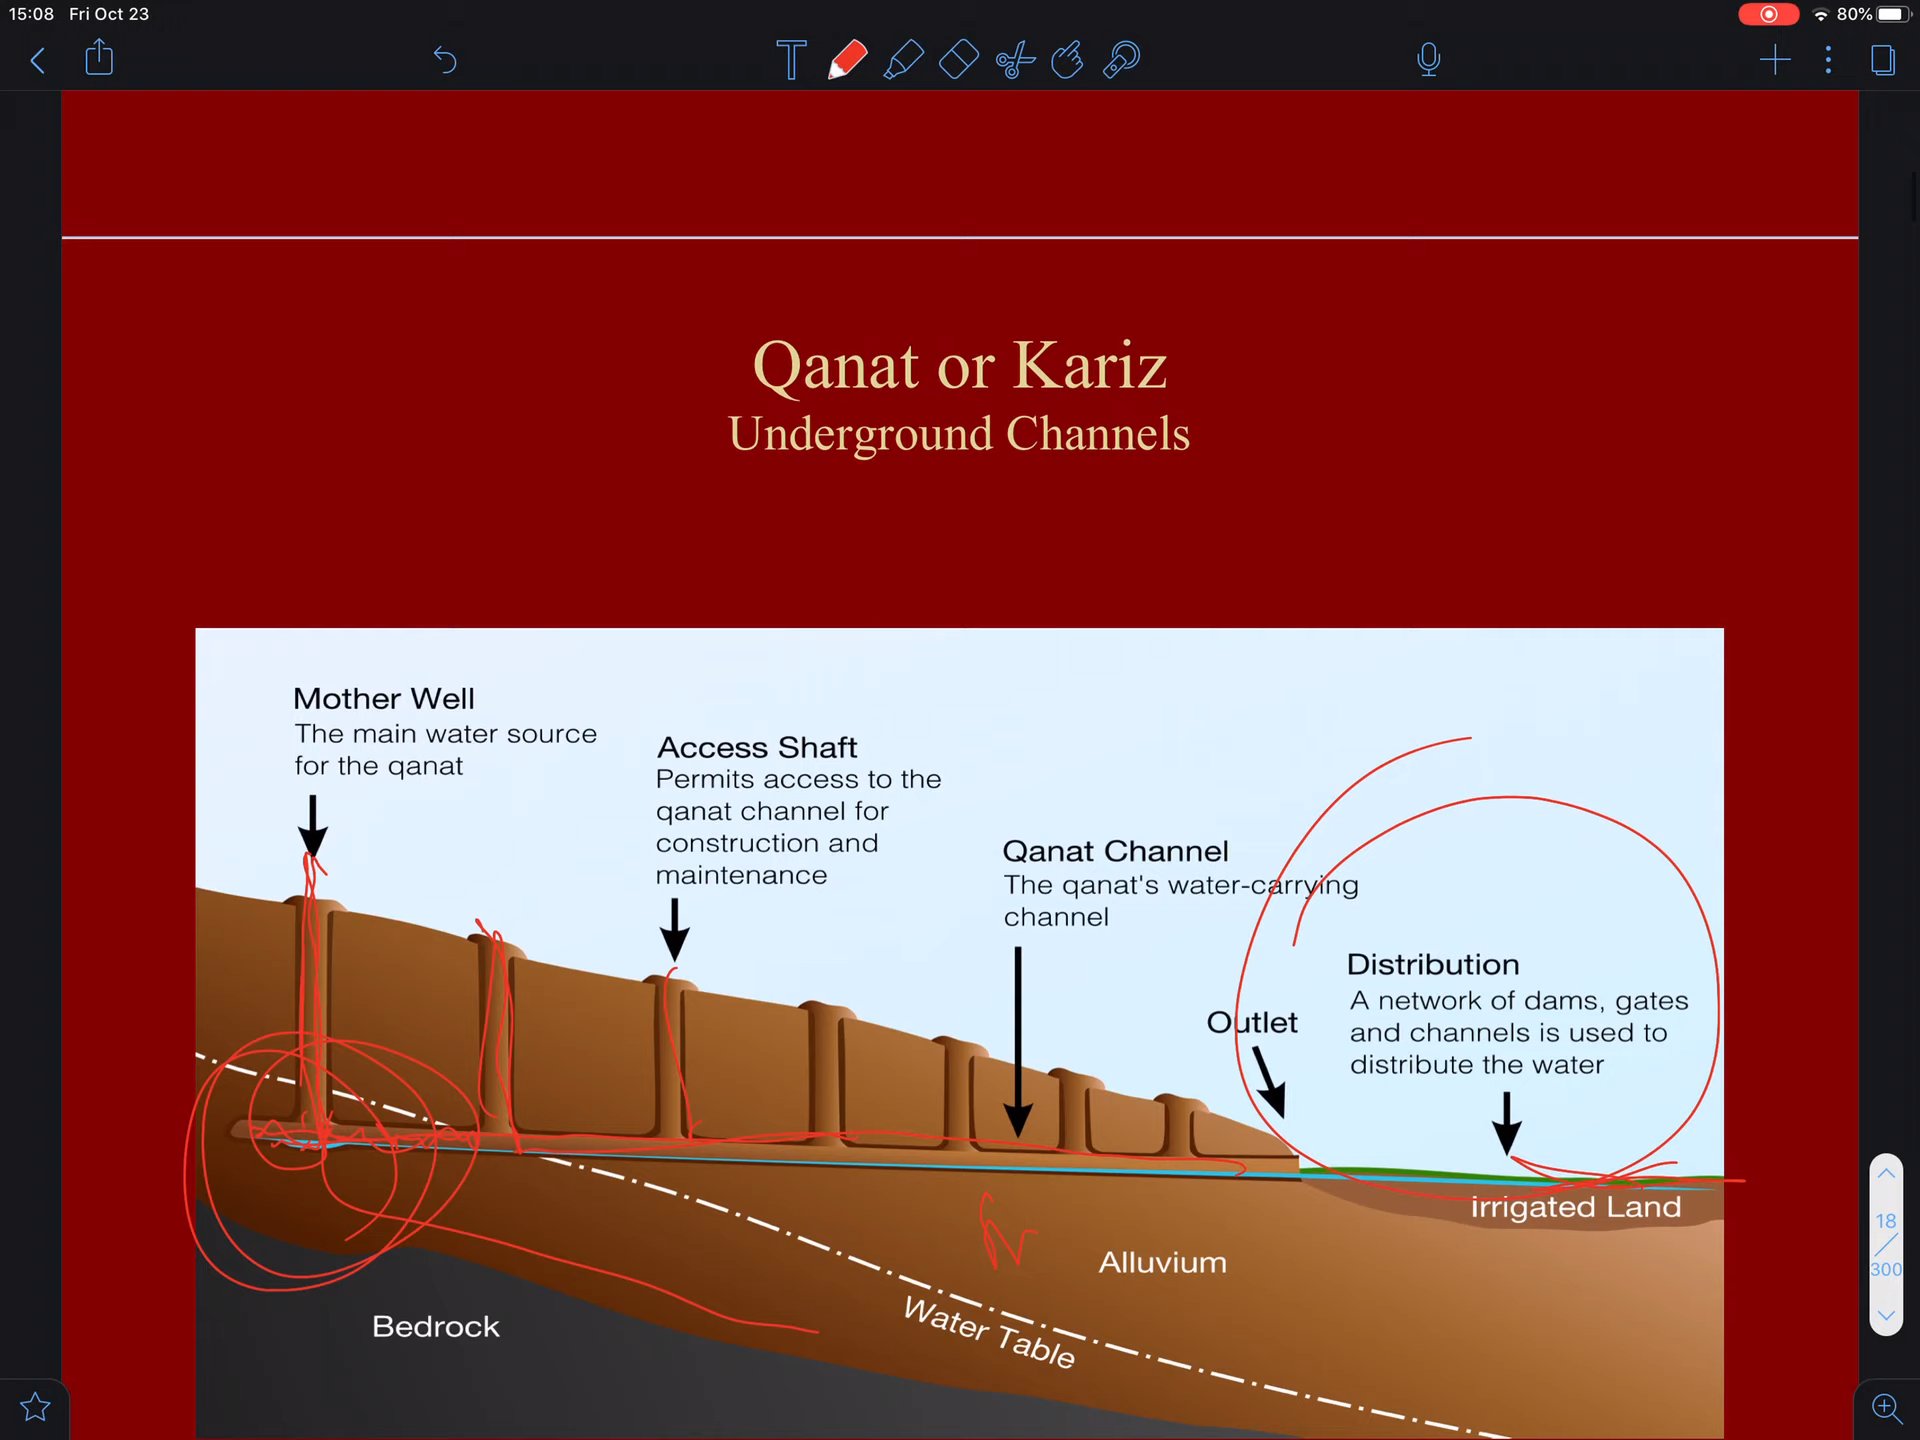 15:08 Fri Oct 23
80%
Qanat or Kariz
Underground Channels
Mother Well
The main water source
for the qanat
Access Shaft
Permits access to the
qanat channel for
construction and
maintenance
Qanat Channel
The qanat's water-carrying
channel
Outlet
Distribution
A network of dams, gates
and channels is used to
distribute the water
Irrigated Land
Alluvium
Water Table
Bedrock
18
300